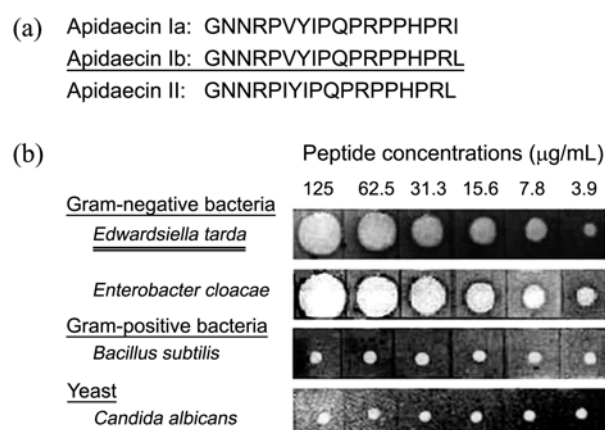 (a) Apidaecin Ia: GNNRPVYIPQPRPPHPRI
Apidaecin Ib: GNNRPVYIPQPRPPHPRL
Apidaecin II: GNNRPIYIPQPRPPHPRL
(b) Peptide concentrations (μg/mL)
125 62.5 31.3 15.6 7.8 3.9
Gram-negative bacteria
Edwardsiella tarda
Enterobacter cloacae
Gram-positive bacteria
Bacillus subtilis
Yeast
Candida albicans